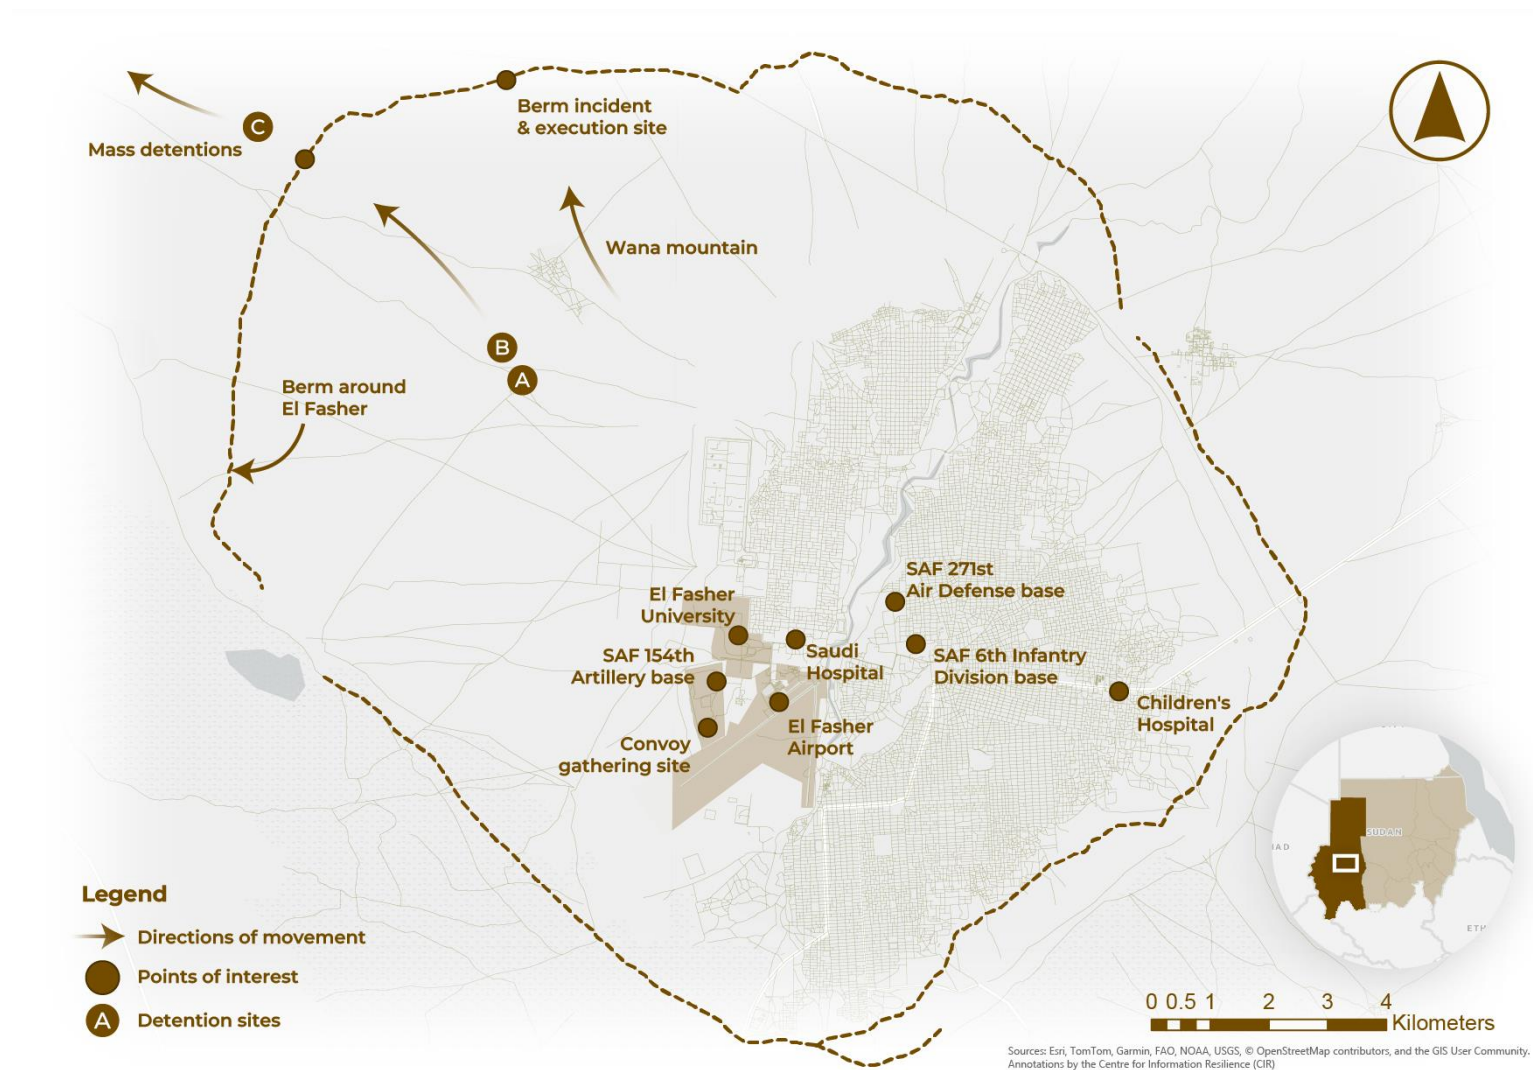 Berm incident
& execution site
C
Mass detentions
Wana mountain
B
A
Berm around
El Fasher
SAF 271st
Air Defense base
El Fasher
University
Saudi
Hospital
SAF 154th
Artillery base
SAF 6th Infantry
Division base
Children's
Hospital
El Fasher
Airport
Convoy
gathering site
SUDAN
IAD
ETH
Legend
Directions of movement
Points of interest
A
Detention sites
0 0.5 1 2 3 4
Kilometers
Sources: Esri, TomTom, Garmin, FAO, NOAA, USGS, © OpenStreetMap contributors, and the GIS User Community.
Annotations by the Centre for Information Resilience (CIR)